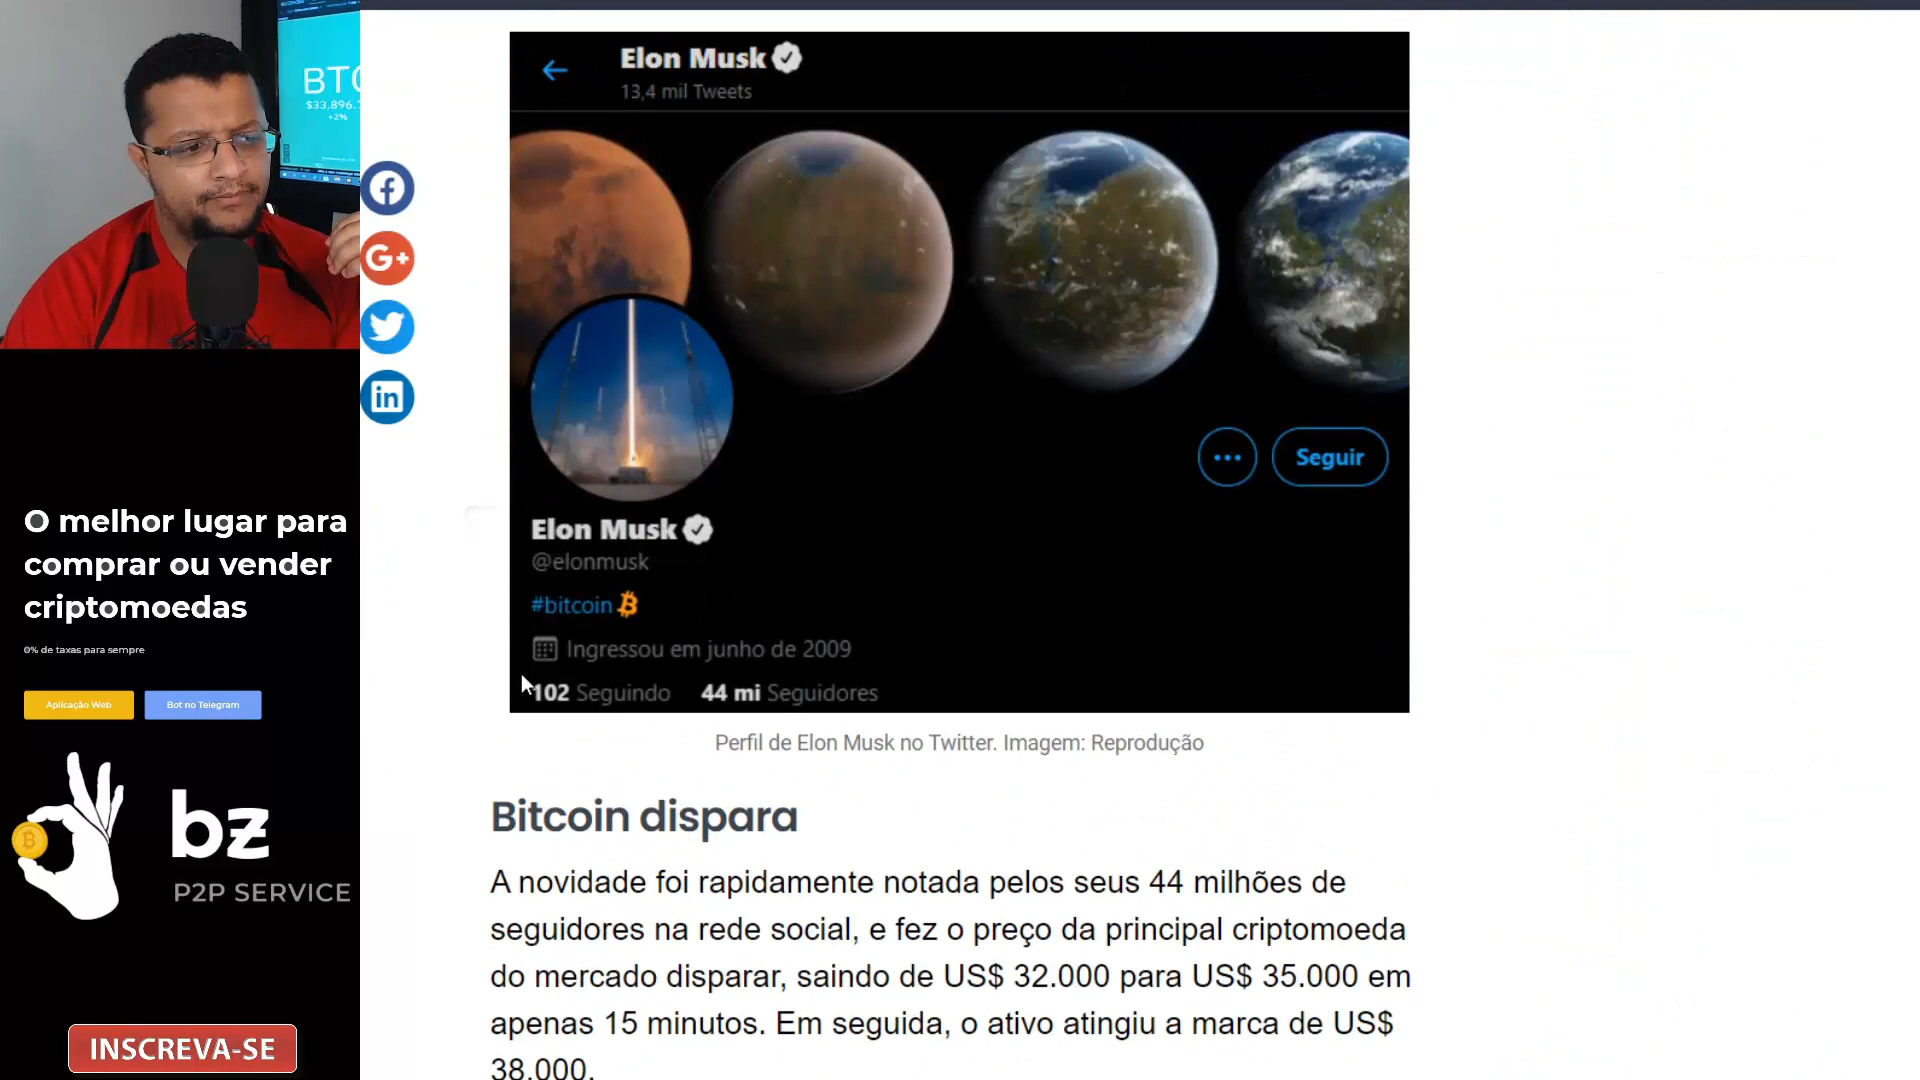 BTC
$33,896.
+2%
O melhor lugar para
comprar ou vender
criptomoedas
0% de taxas para sempre
Aplicação Web
Bot no Telegram
bz
P2P SERVICE
INSCREVA-SE
G+
in
Elon Musk
13,4 mil Tweets
Seguir
Elon Musk
@elonmusk
#bitcoin
Ingressou em junho de 2009
102 Seguindo 44 mi Seguidores
Perfil de Elon Musk no Twitter. Imagem: Reprodução
Bitcoin dispara
A novidade foi rapidamente notada pelos seus 44 milhões de
seguidores na rede social, e fez o preço da principal criptomoeda
do mercado disparar, saindo de US$ 32.000 para US$ 35.000 em
apenas 15 minutos. Em seguida, o ativo atingiu a marca de US$
38.000.